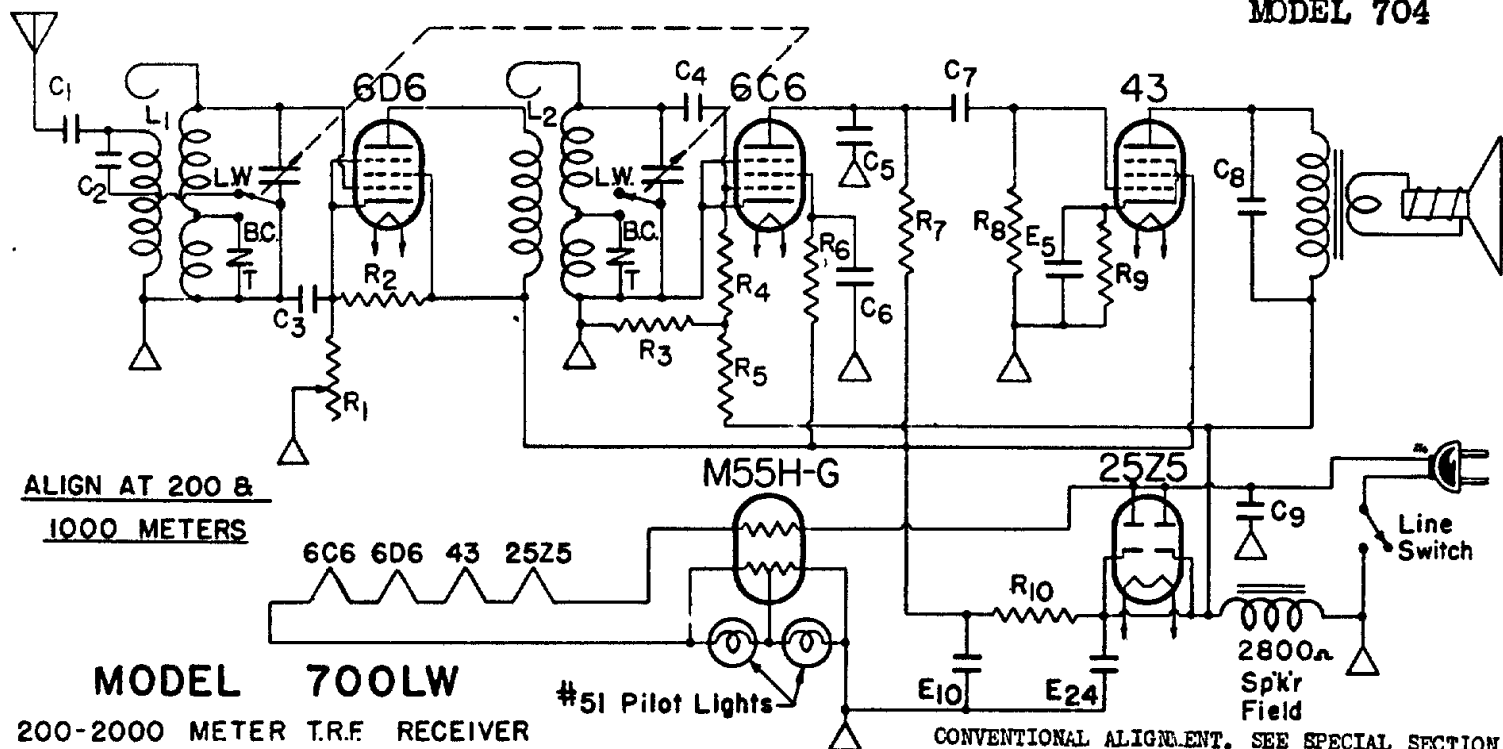 MODEL 704
C1
L1
C2
L.W.
B.C.
T
C3
6D6
R2
R1
L2
C4
L.W.
B.C.
T
R3
6C6
R4
R5
R6
C5
C6
R7
C7
R8
E5
R9
43
C8
ALIGN AT 200 &
1000 METERS
6C6 6D6 43 25Z5
M55H-G
25Z5
C9
Line
Switch
R10
E10
E24
2800Ω
Sp'k'r
Field
#51 Pilot Lights
MODEL 700LW
200-2000 METER T.R.F. RECEIVER
CONVENTIONAL ALIGNMENT. SEE SPECIAL SECTION